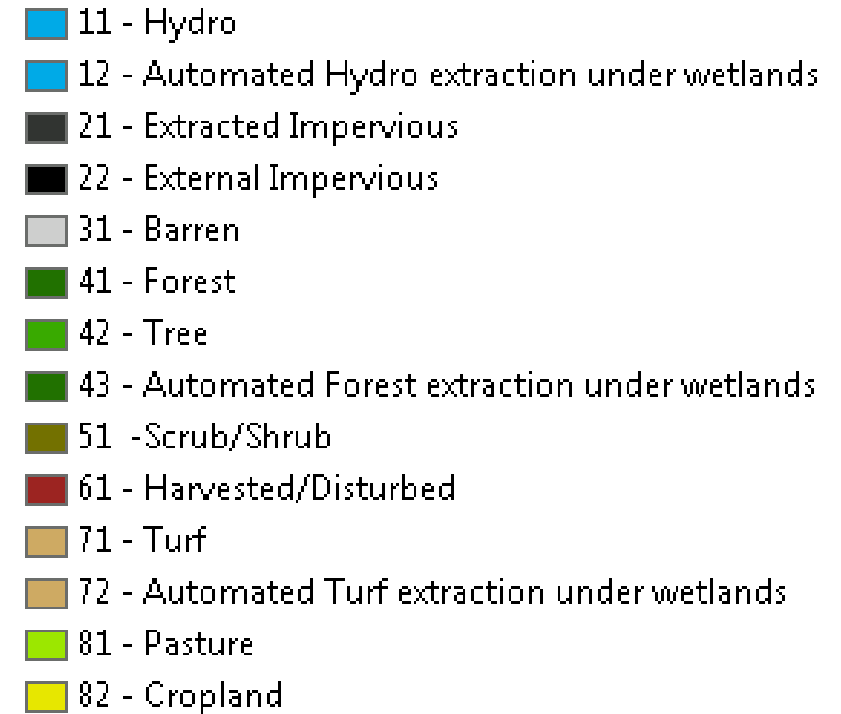 11 - Hydro
12 - Automated Hydro extraction under wetlands
21 - Extracted Impervious
22 - External Impervious
31 - Barren
41 - Forest
42 - Tree
43 - Automated Forest extraction under wetlands
51 -Scrub/Shrub
61 - Harvested/Disturbed
71 - Turf
72 - Automated Turf extraction under wetlands
81 - Pasture
82 - Cropland